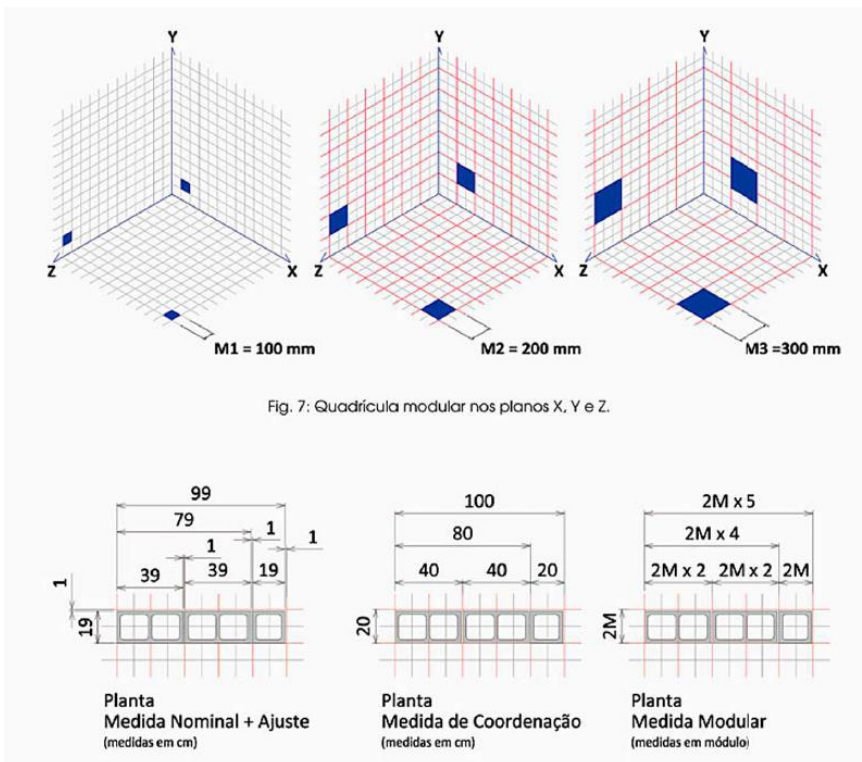 Y
Y
Y
Z
X
Z
X
Z
X
M1 = 100 mm
M2 = 200 mm
M3 =300 mm
Fig. 7: Quadrícula modular nos planos X, Y e Z.
99
79
1
1
1
39
39
19
1
19
Planta
Medida Nominal + Ajuste
(medidas em cm)
100
80
40
40
20
20
Planta
Medida de Coordenação
(medidas em cm)
2M x 5
2M x 4
2M x 2
2M x 2
2M
2M
Planta
Medida Modular
(medidas em módulo)